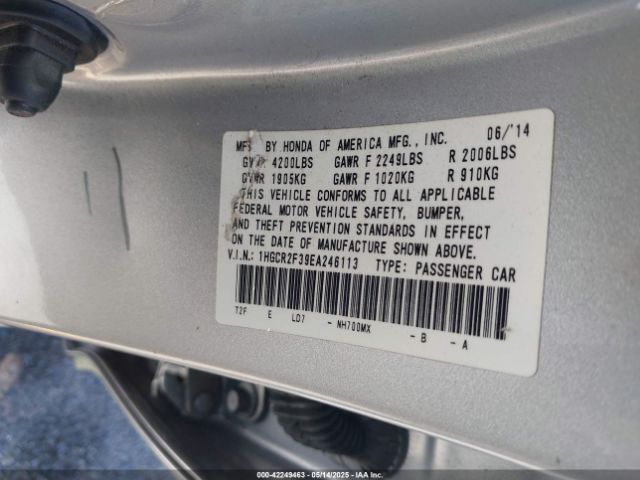 MFD BY HONDA OF AMERICA MFG., INC. 06/'14
GVWR 4200LBS GAWR F 2249LBS R 2006LBS
GVWR 1905KG GAWR F 1020KG R 910KG
THIS VEHICLE CONFORMS TO ALL APPLICABLE
FEDERAL MOTOR VEHICLE SAFETY, BUMPER,
AND THEFT PREVENTION STANDARDS IN EFFECT
ON THE DATE OF MANUFACTURE SHOWN ABOVE.
V.I.N.: 1HGCR2F39EA246113 TYPE: PASSENGER CAR
T2F E LD7 - NH700MX - B - A
000-42249463 - 05/14/2025 - IAAI.COM